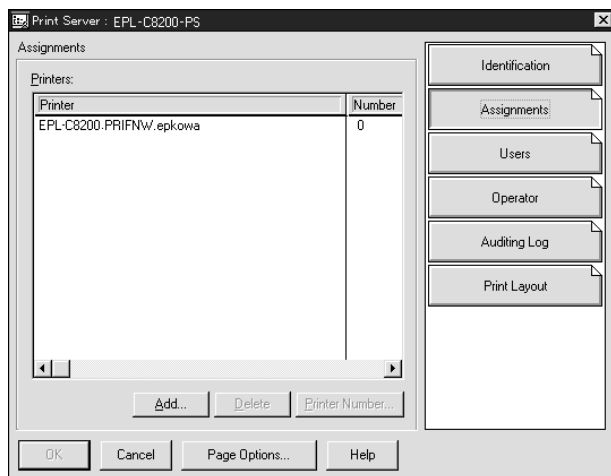 Print Server : EPL-C8200-PS
Assignments
Printers:
Printer Number
EPL-C8200.PRIFNW.epkowa 0
Add... Delete Printer Number...
OK Cancel Page Options... Help
Identification
Assignments
Users
Operator
Auditing Log
Print Layout